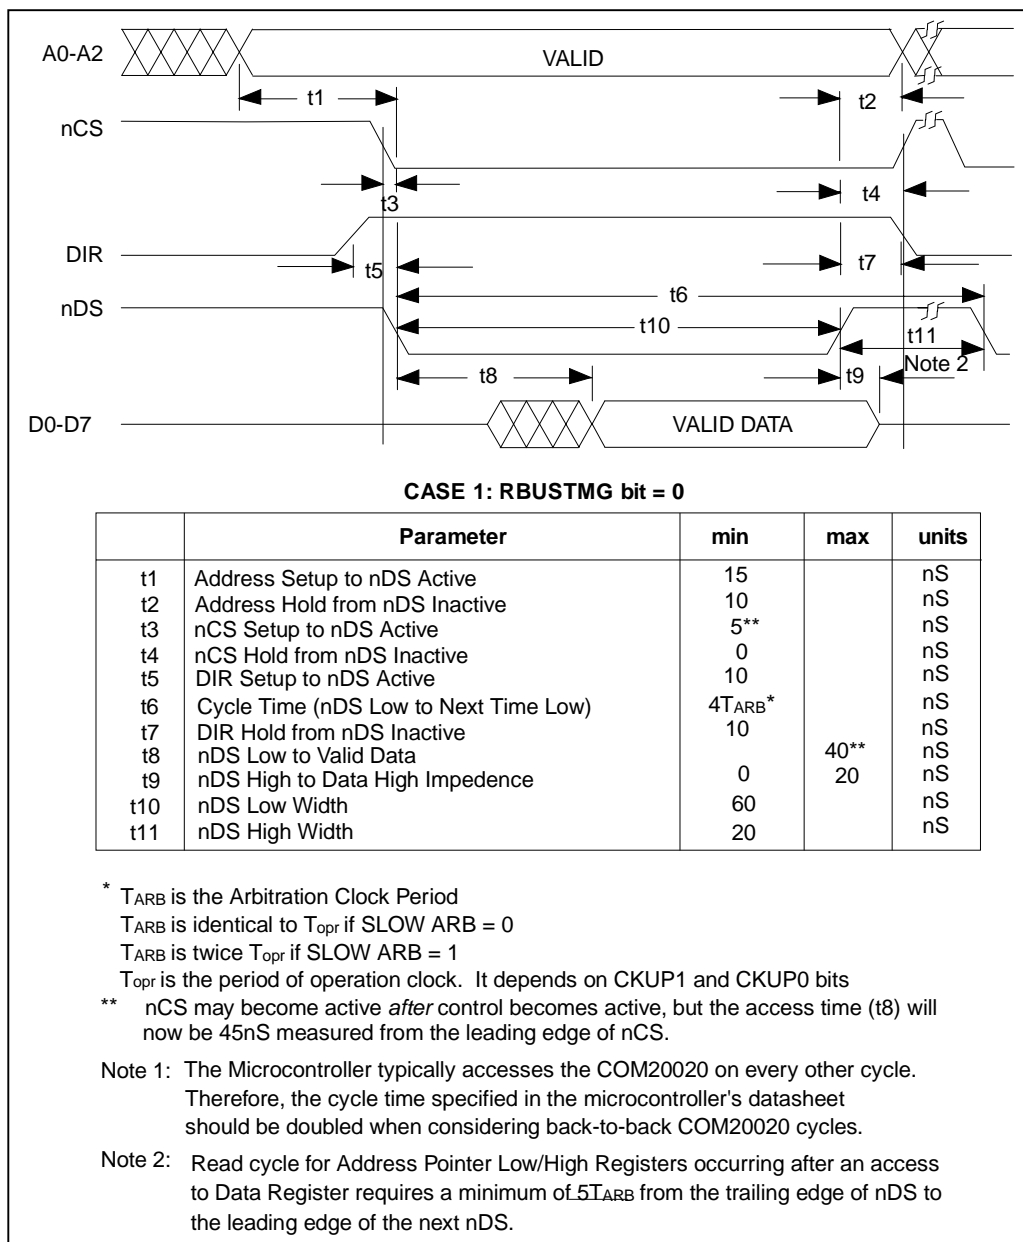 A0-A2
VALID
t1
t2
nCS
t3
t4
DIR
t5
t7
nDS
t6
t10
t11
Note 2
t8
t9
D0-D7
VALID DATA
CASE 1: RBUSTMG bit = 0
Parameter min max units
t1 Address Setup to nDS Active 15 nS
t2 Address Hold from nDS Inactive 10 nS
t3 nCS Setup to nDS Active 5** nS
t4 nCS Hold from nDS Inactive 0 nS
t5 DIR Setup to nDS Active 10 nS
t6 Cycle Time (nDS Low to Next Time Low) 4TARB* nS
t7 DIR Hold from nDS Inactive 10 nS
t8 nDS Low to Valid Data 40** nS
t9 nDS High to Data High Impedence 0 20 nS
t10 nDS Low Width 60 nS
t11 nDS High Width 20 nS
* TARB is the Arbitration Clock Period
TARB is identical to Topr if SLOW ARB = 0
TARB is twice Topr if SLOW ARB = 1
Topr is the period of operation clock. It depends on CKUP1 and CKUP0 bits
** nCS may become active after control becomes active, but the access time (t8) will
now be 45nS measured from the leading edge of nCS.
Note 1: The Microcontroller typically accesses the COM20020 on every other cycle.
Therefore, the cycle time specified in the microcontroller's datasheet
should be doubled when considering back-to-back COM20020 cycles.
Note 2: Read cycle for Address Pointer Low/High Registers occurring after an access
to Data Register requires a minimum of 5TARB from the trailing edge of nDS to
the leading edge of the next nDS.